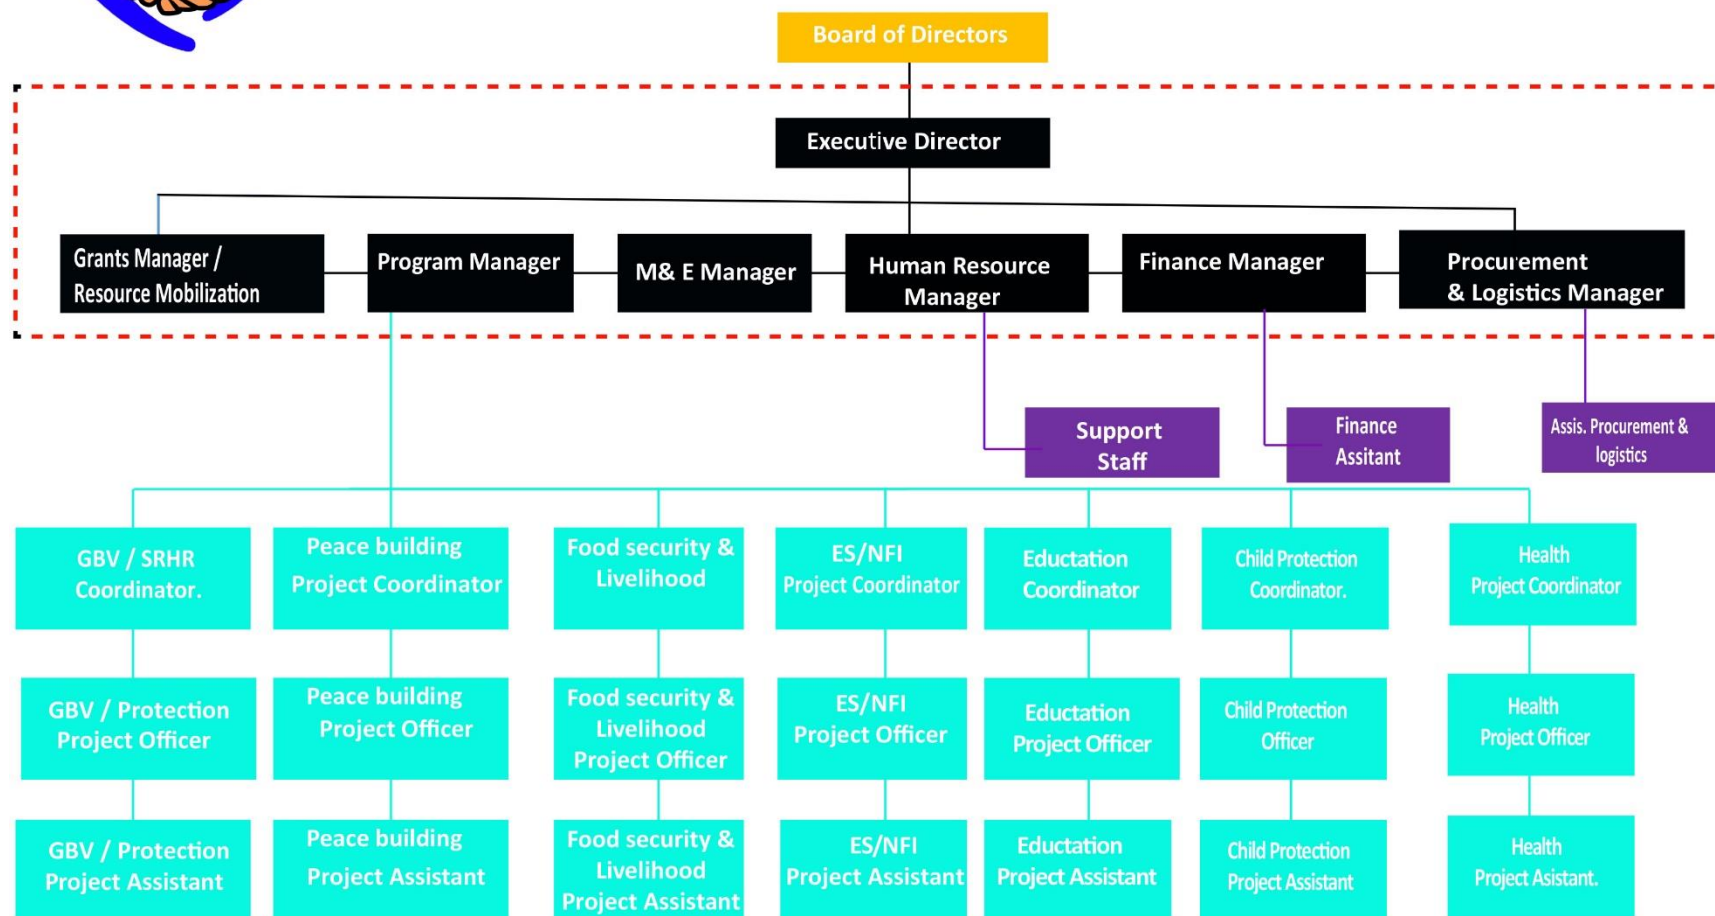 Board of Directors
Executive Director
Grants Manager /
Resource Mobilization
Program Manager
M& E Manager
Human Resource
Manager
Finance Manager
Procurement
& Logistics Manager
Support
Staff
Finance
Assitant
Assis. Procurement &
logistics
GBV / SRHR
Coordinator.
Peace building
Project Coordinator
Food security &
Livelihood
ES/NFI
Project Coordinator
Eductation
Coordinator
Child Protection
Coordinator.
Health
Project Coordinator
GBV / Protection
Project Officer
Peace building
Project Officer
Food security &
Livelihood
Project Officer
ES/NFI
Project Officer
Eductation
Project Officer
Child Protection
Officer
Health
Project Officer
GBV / Protection
Project Assistant
Peace building
Project Assistant
Food security &
Livelihood
Project Assistant
ES/NFI
Project Assistant
Eductation
Project Assistant
Child Protection
Project Assistant
Health
Project Asistant.